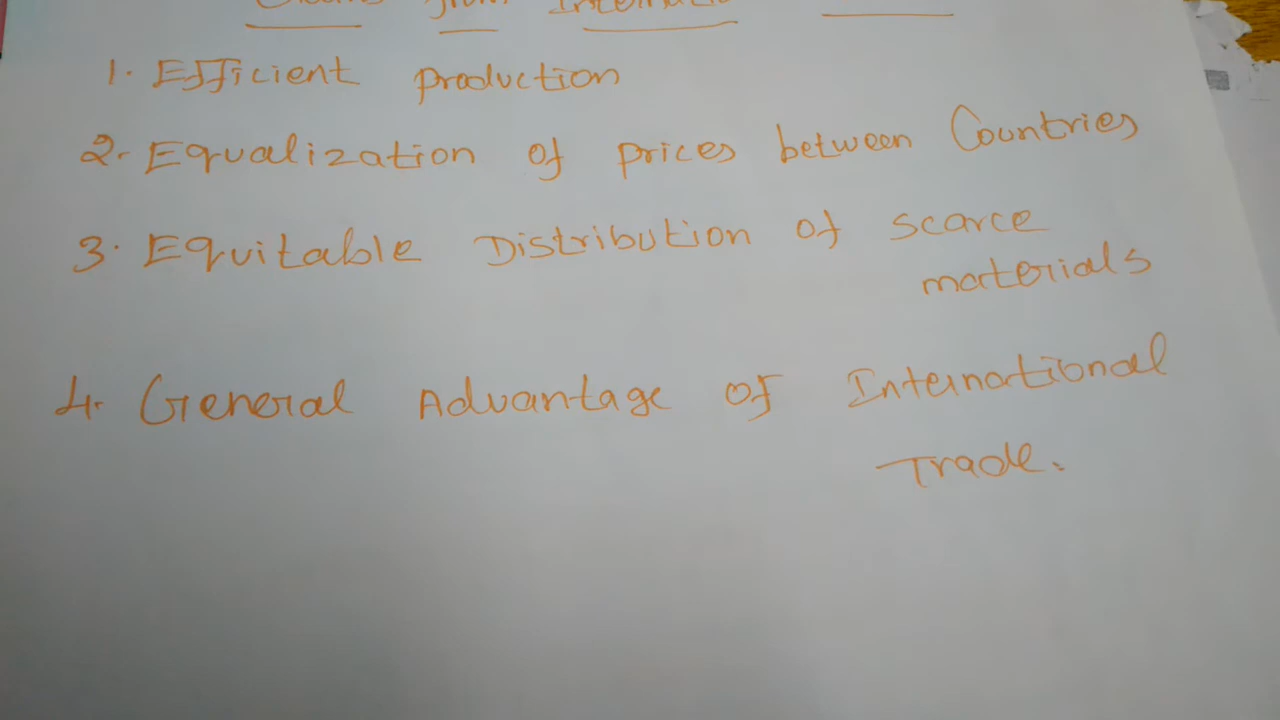 from
1. Efficient production
2. Equalization of prices between Countries
3. Equitable Distribution of scarce
materials
4. General Advantage of International
Trade.